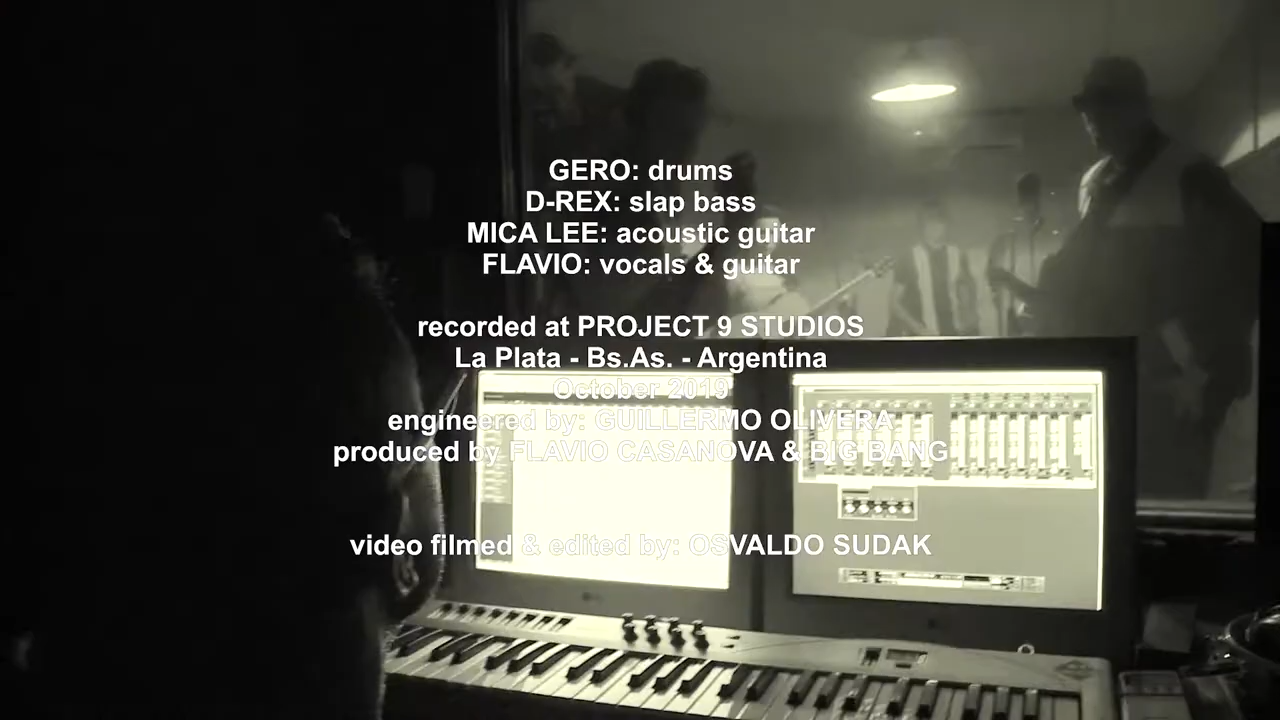 GERO: drums
D-REX: slap bass
MICA LEE: acoustic guitar
FLAVIO: vocals & guitar
recorded at PROJECT 9 STUDIOS
La Plata - Bs.As. - Argentina
October 2019
engineered by: GUILLERMO OLIVERA
produced by FLAVIO CASANOVA & BIG BANG
video filmed & edited by: OSVALDO SUDAK